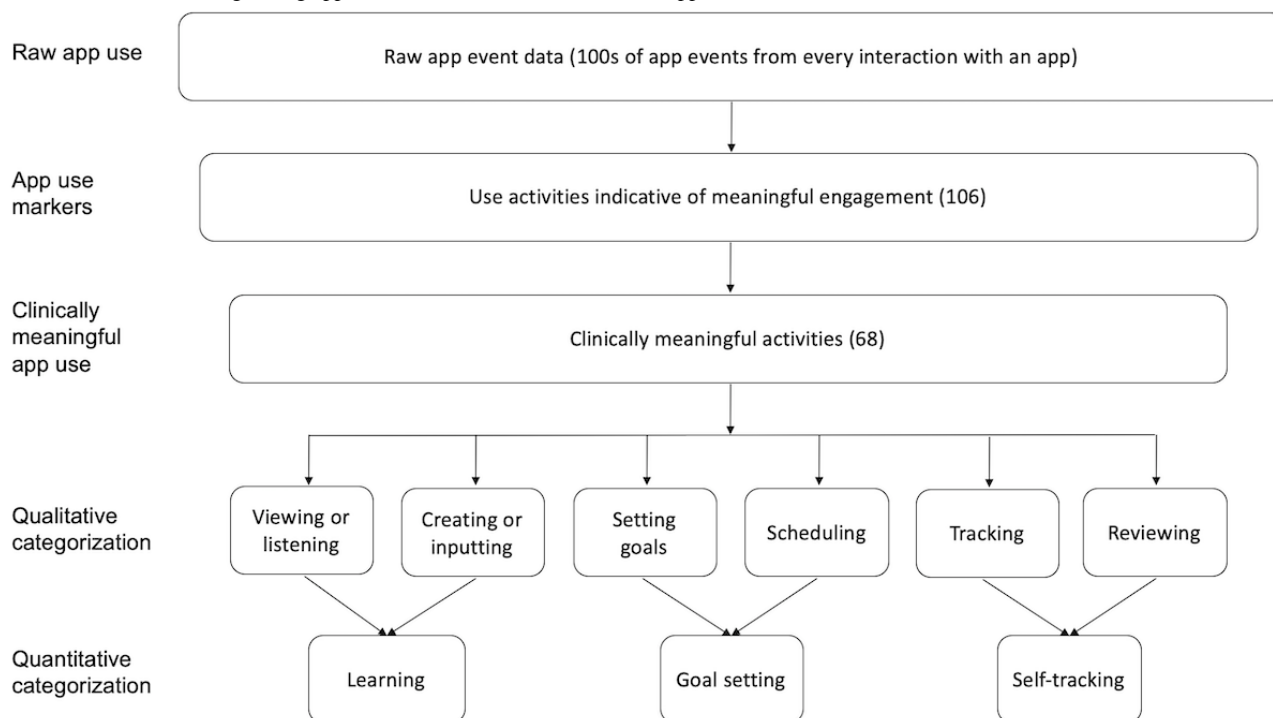 Raw app use
Raw app event data (100s of app events from every interaction with an app)
App use
markers
Use activities indicative of meaningful engagement (106)
Clinically
meaningful
app use
Clinically meaningful activities (68)
Qualitative
categorization
Viewing or
listening
Creating or
inputting
Setting
goals
Scheduling
Tracking
Reviewing
Quantitative
categorization
Learning
Goal setting
Self-tracking